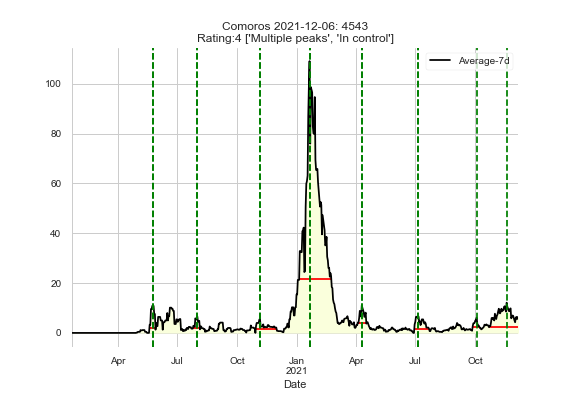 Comoros 2021-12-06: 4543
Rating:4 ['Multiple peaks', 'In control']
Average-7d
100
80
60
40
20
0
Apr Jul Oct Jan Apr Jul Oct
2021
Date